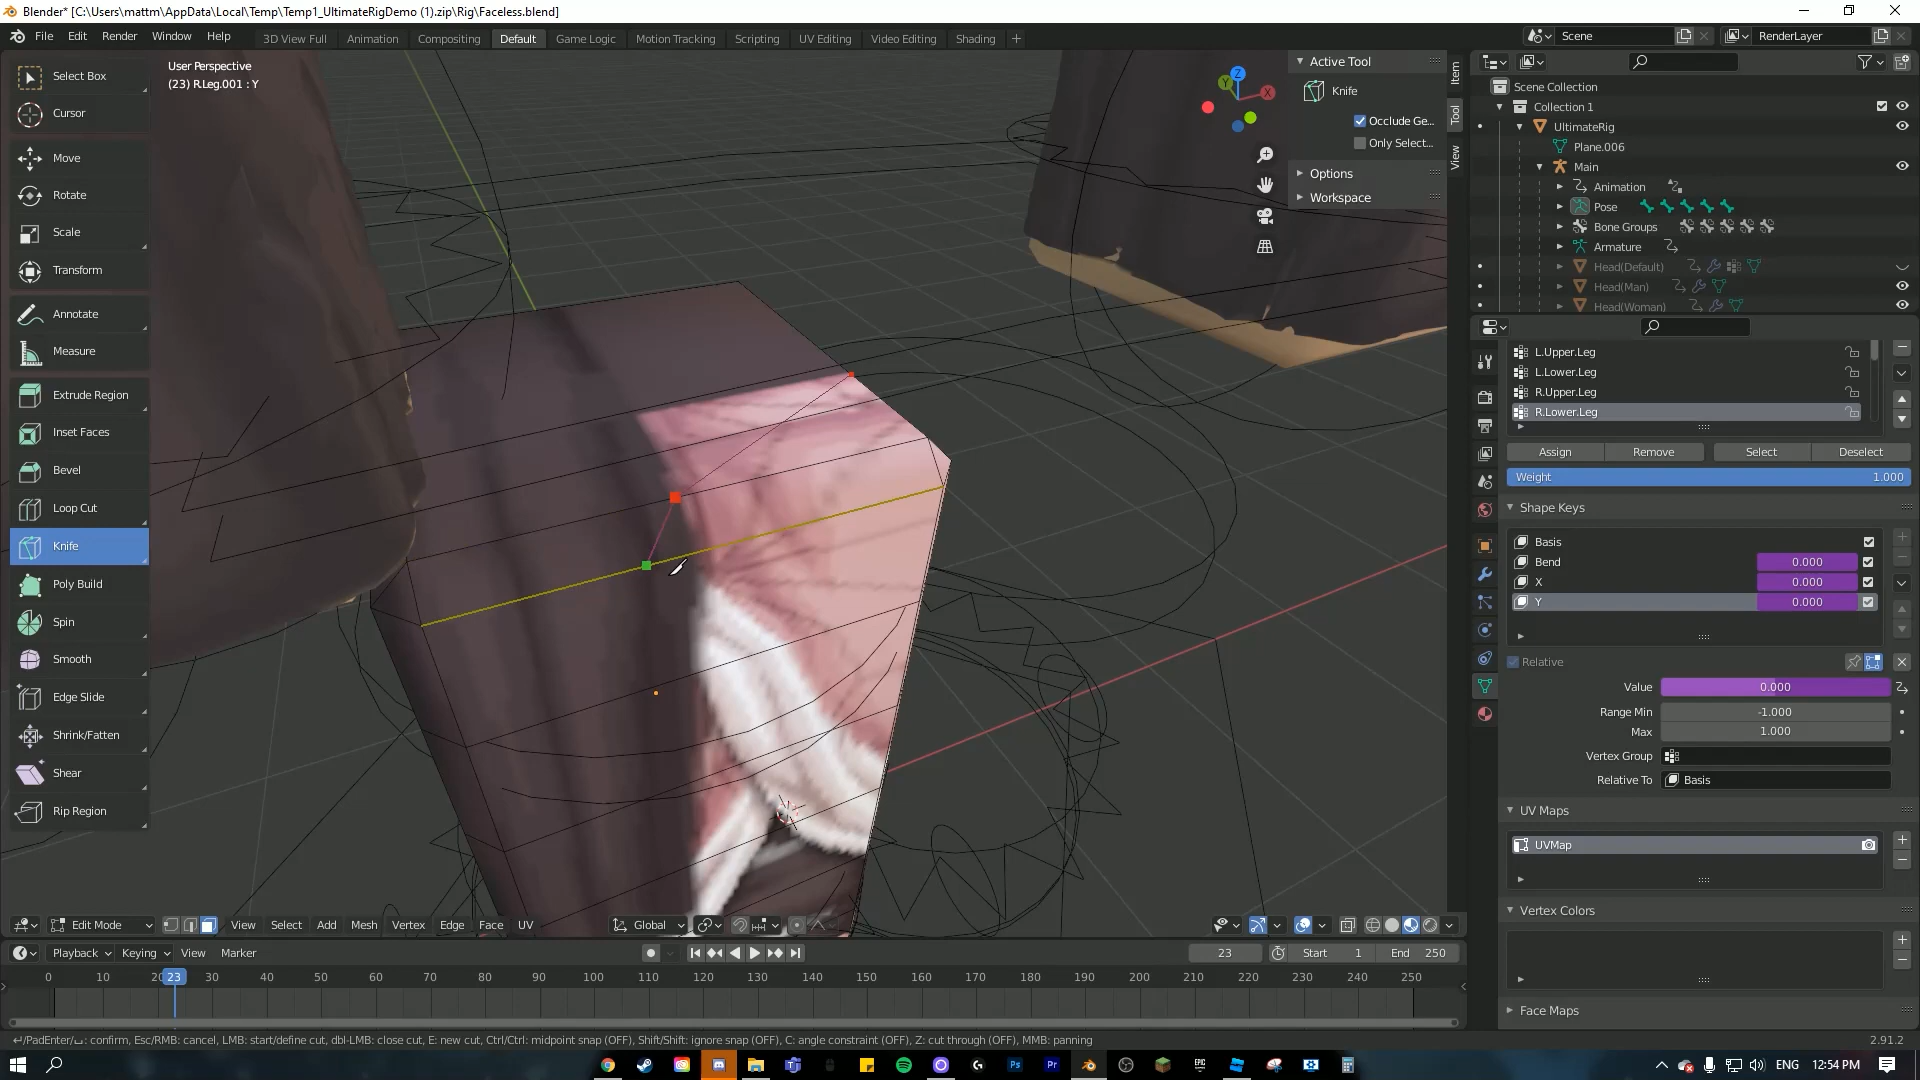 Blender* [C:\Users\mattm\AppData\Local\Temp\Temp1_UltimateRigDemo (1).zip\Rig\Faceless.blend]
File Edit Render Window Help
3D View Full Animation Compositing Default Game Logic Motion Tracking Scripting UV Editing Video Editing Shading +
Scene
RenderLayer
User Perspective
(23) R.Leg.001 : Y
Select Box
Cursor
Move
Rotate
Scale
Transform
Annotate
Measure
Extrude Region
Inset Faces
Bevel
Loop Cut
Knife
Poly Build
Spin
Smooth
Edge Slide
Shrink/Fatten
Shear
Rip Region
Z
Y
X
Active Tool
Knife
Occlude Ge...
Only Select...
Options
Workspace
Item
Tool
View
Scene Collection
Collection 1
UltimateRig
Plane.006
Main
Animation
Pose
Bone Groups
Armature
Head(Default)
Head(Man)
Head(Woman)
L.Upper.Leg
L.Lower.Leg
R.Upper.Leg
R.Lower.Leg
Assign Remove Select Deselect
Weight 1.000
Shape Keys
Basis
Bend 0.000
X 0.000
Y 0.000
Relative
Value 0.000
Range Min -1.000
Max 1.000
Vertex Group
Relative To Basis
UV Maps
UVMap
Vertex Colors
Face Maps
Edit Mode View Select Add Mesh Vertex Edge Face UV Global
Playback Keying View Marker 23 Start 1 End 250
0 10 20 23 30 40 50 60 70 80 90 100 110 120 130 140 150 160 170 180 190 200 210 220 230 240 250
/PadEnter/: confirm, Esc/RMB: cancel, LMB: start/define cut, dbl-LMB: close cut, E: new cut, Ctrl/Ctrl: midpoint snap (OFF), Shift/Shift: ignore snap (OFF), C: angle constraint (OFF), Z: cut through (OFF), MMB: panning
2.91.2
Ps
Pr
EPIC
ENG 12:54 PM